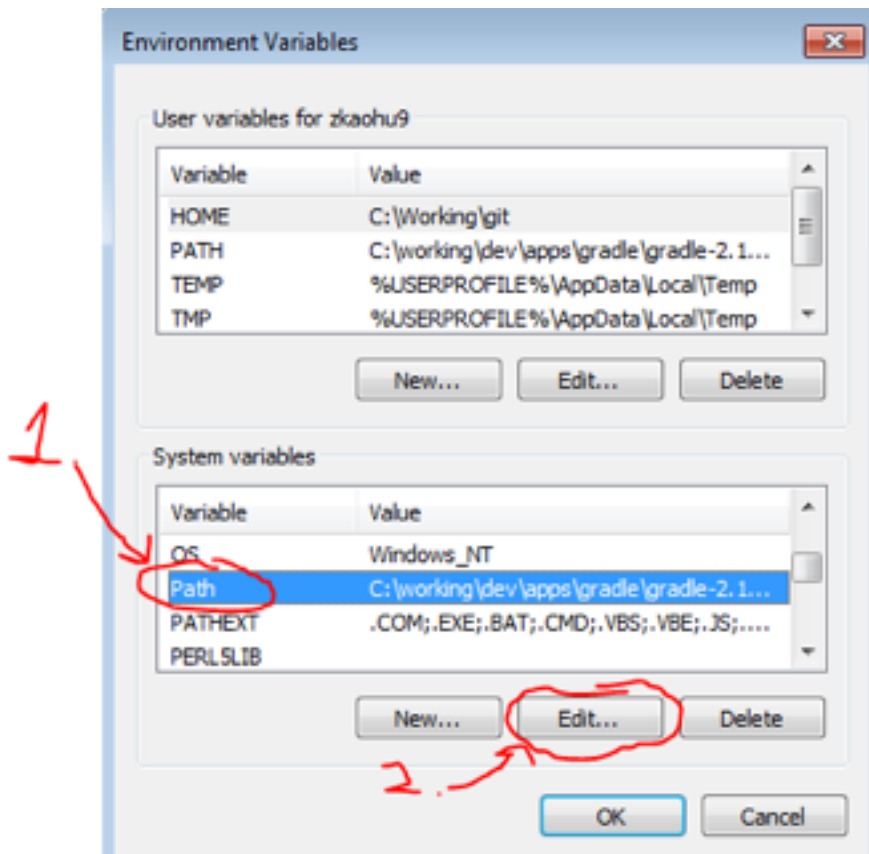 Environment Variables
User variables for zkaohu9
Variable Value
HOME C:\Working\git
PATH C:\working\dev\apps\gradle\gradle-2.1...
TEMP %USERPROFILE%\AppData\Local\Temp
TMP %USERPROFILE%\AppData\Local\Temp
New... Edit... Delete
1
System variables
Variable Value
OS Windows_NT
Path C:\working\dev\apps\gradle\gradle-2.1...
PATHEXT .COM;.EXE;.BAT;.CMD;.VBS;.VBE;.JS;....
PERL5LIB
New... Edit... Delete
2.
OK Cancel